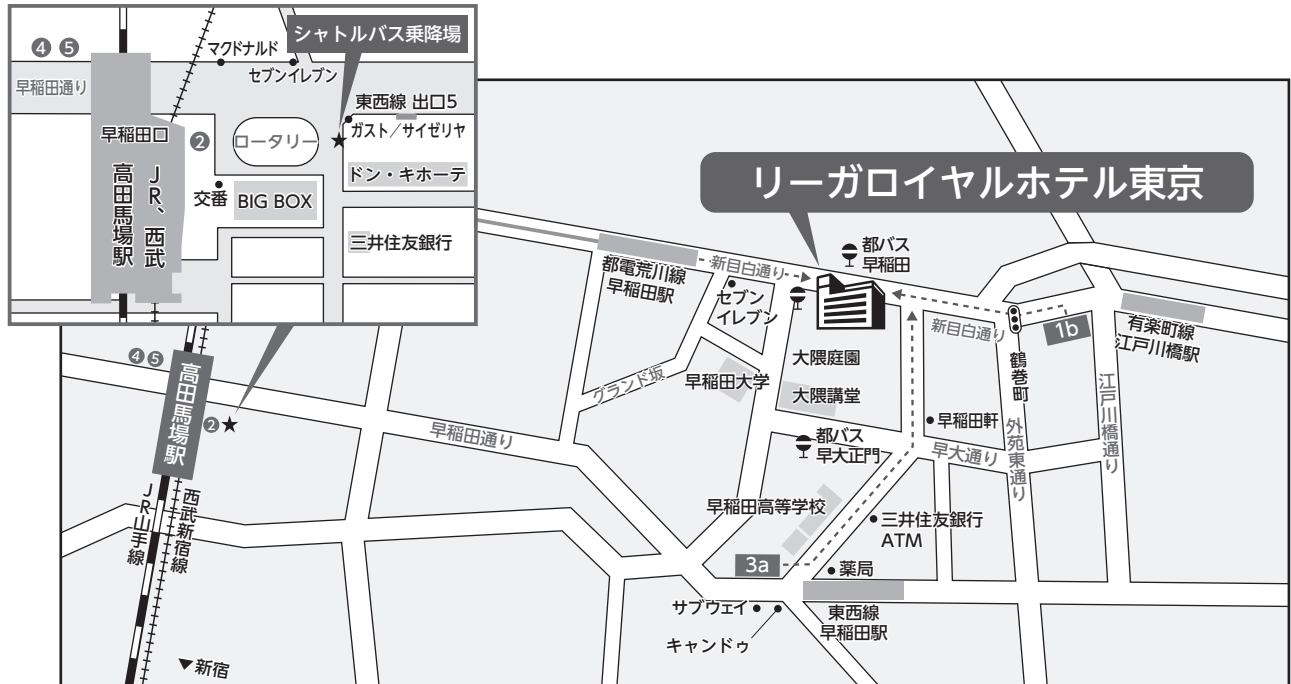 シャトルバス乗降場
④ ⑤
マクドナルド
セブンイレブン
早稲田通り
東西線 出口5
ガスト／サイゼリヤ
早稲田口
②
ロータリー
★
ドン・キホーテ
交番
BIG BOX
JR、西武
高田馬場駅
三井住友銀行
リーガロイヤルホテル東京
都バス
早稲田
都電荒川線
早稲田駅
新目白通り
セブン
イレブン
新目白通り
1b
有楽町線
江戸川橋駅
鶴巻町
④⑤
高田馬場駅
②★
大隈庭園
早稲田大学
大隈講堂
グランド坂
早稲田通り
都バス
早大正門
早稲田軒
早大通り
外苑東通り
江戸川橋通り
早稲田高等学校
三井住友銀行
ATM
JR山手線
西武新宿線
3a
薬局
サブウェイ
キャンドゥ
東西線
早稲田駅
▼新宿